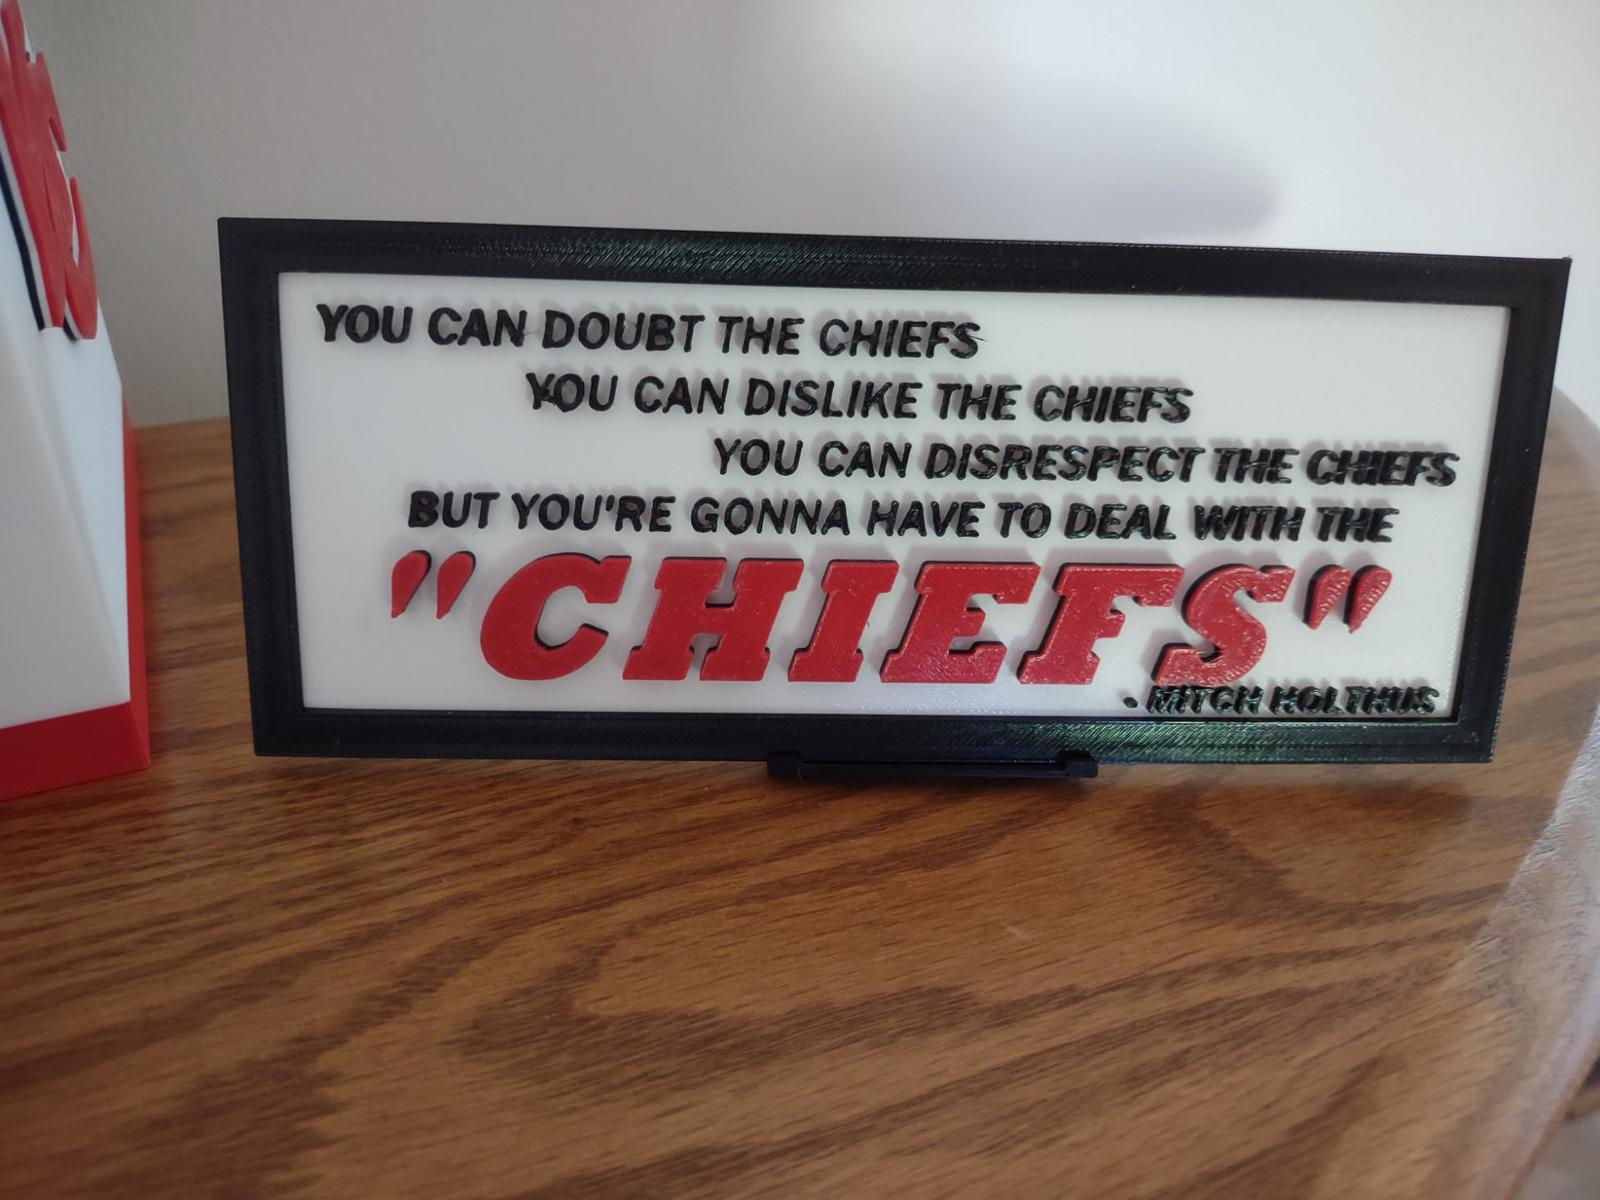 YOU CAN DOUBT THE CHIEFS
YOU CAN DISLIKE THE CHIEFS
YOU CAN DISRESPECT THE CHIEFS
BUT YOU'RE GONNA HAVE TO DEAL WITH THE
"CHIEFS"
- MITCH HOLTHUS